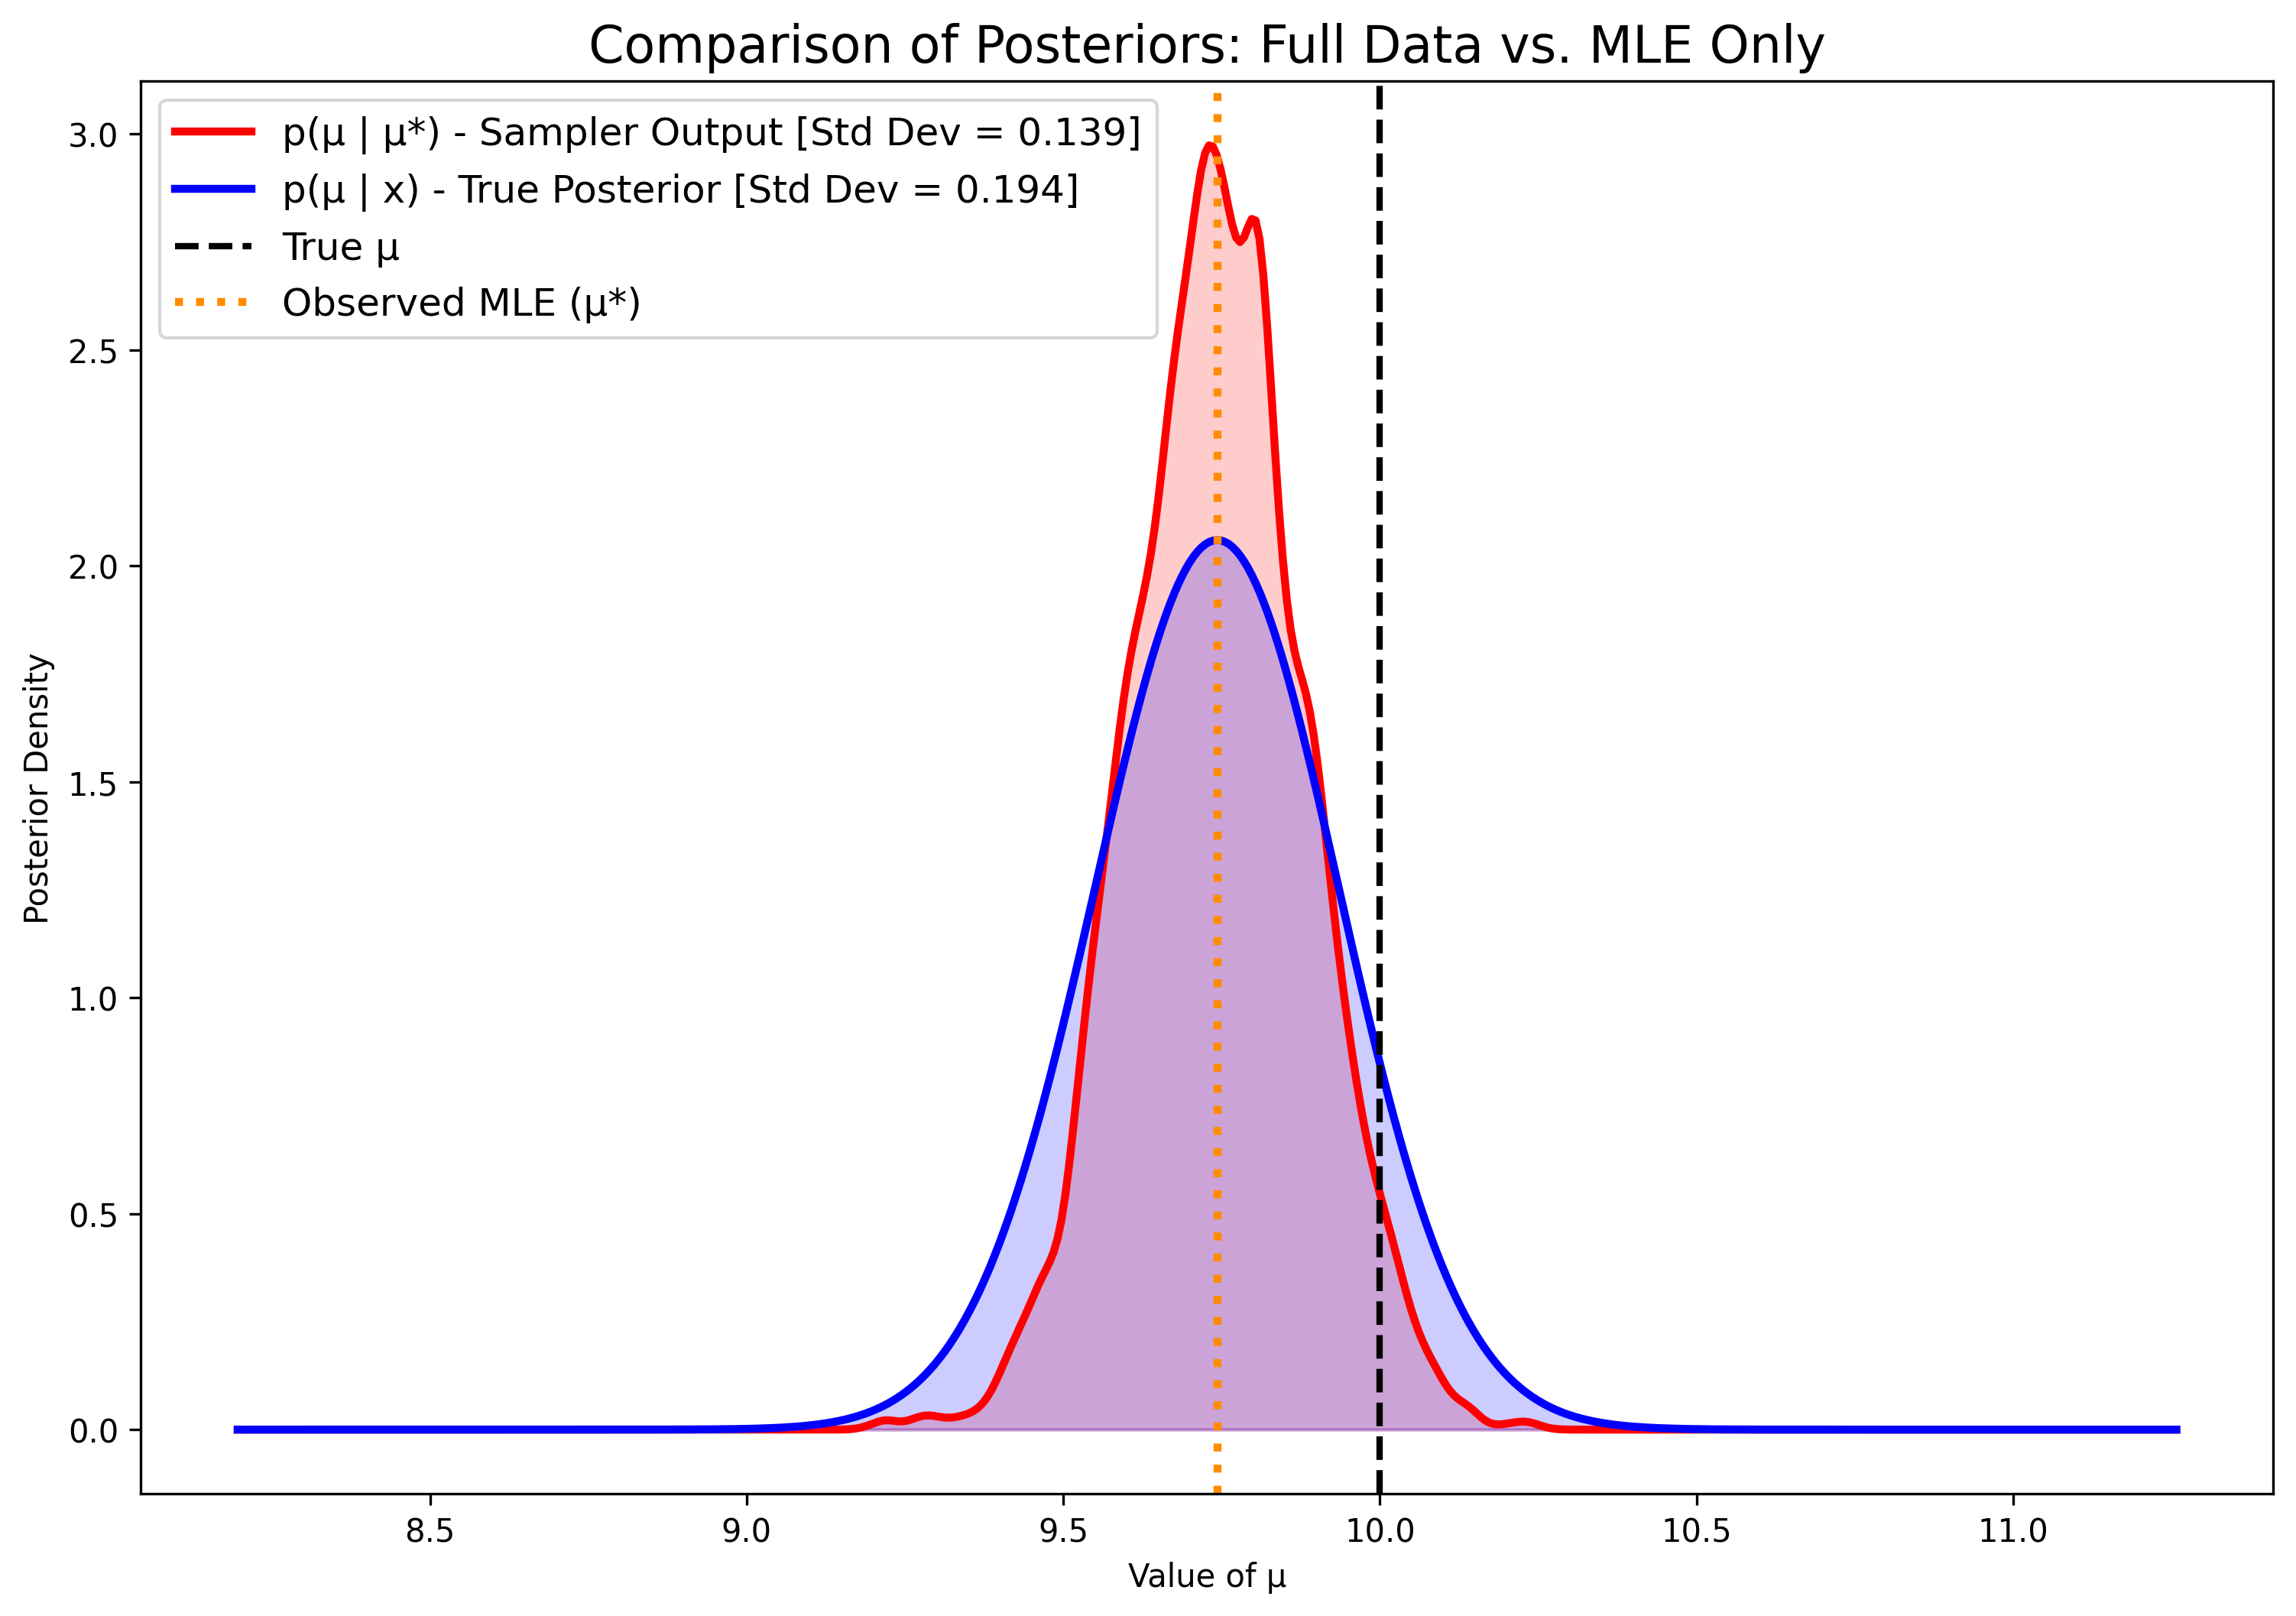 Comparison of Posteriors: Full Data vs. MLE Only
p(μ | μ*) - Sampler Output [Std Dev = 0.139]
p(μ | x) - True Posterior [Std Dev = 0.194]
True μ
Observed MLE (μ*)
Posterior Density
3.0
2.5
2.0
1.5
1.0
0.5
0.0
8.5 9.0 9.5 10.0 10.5 11.0
Value of μ